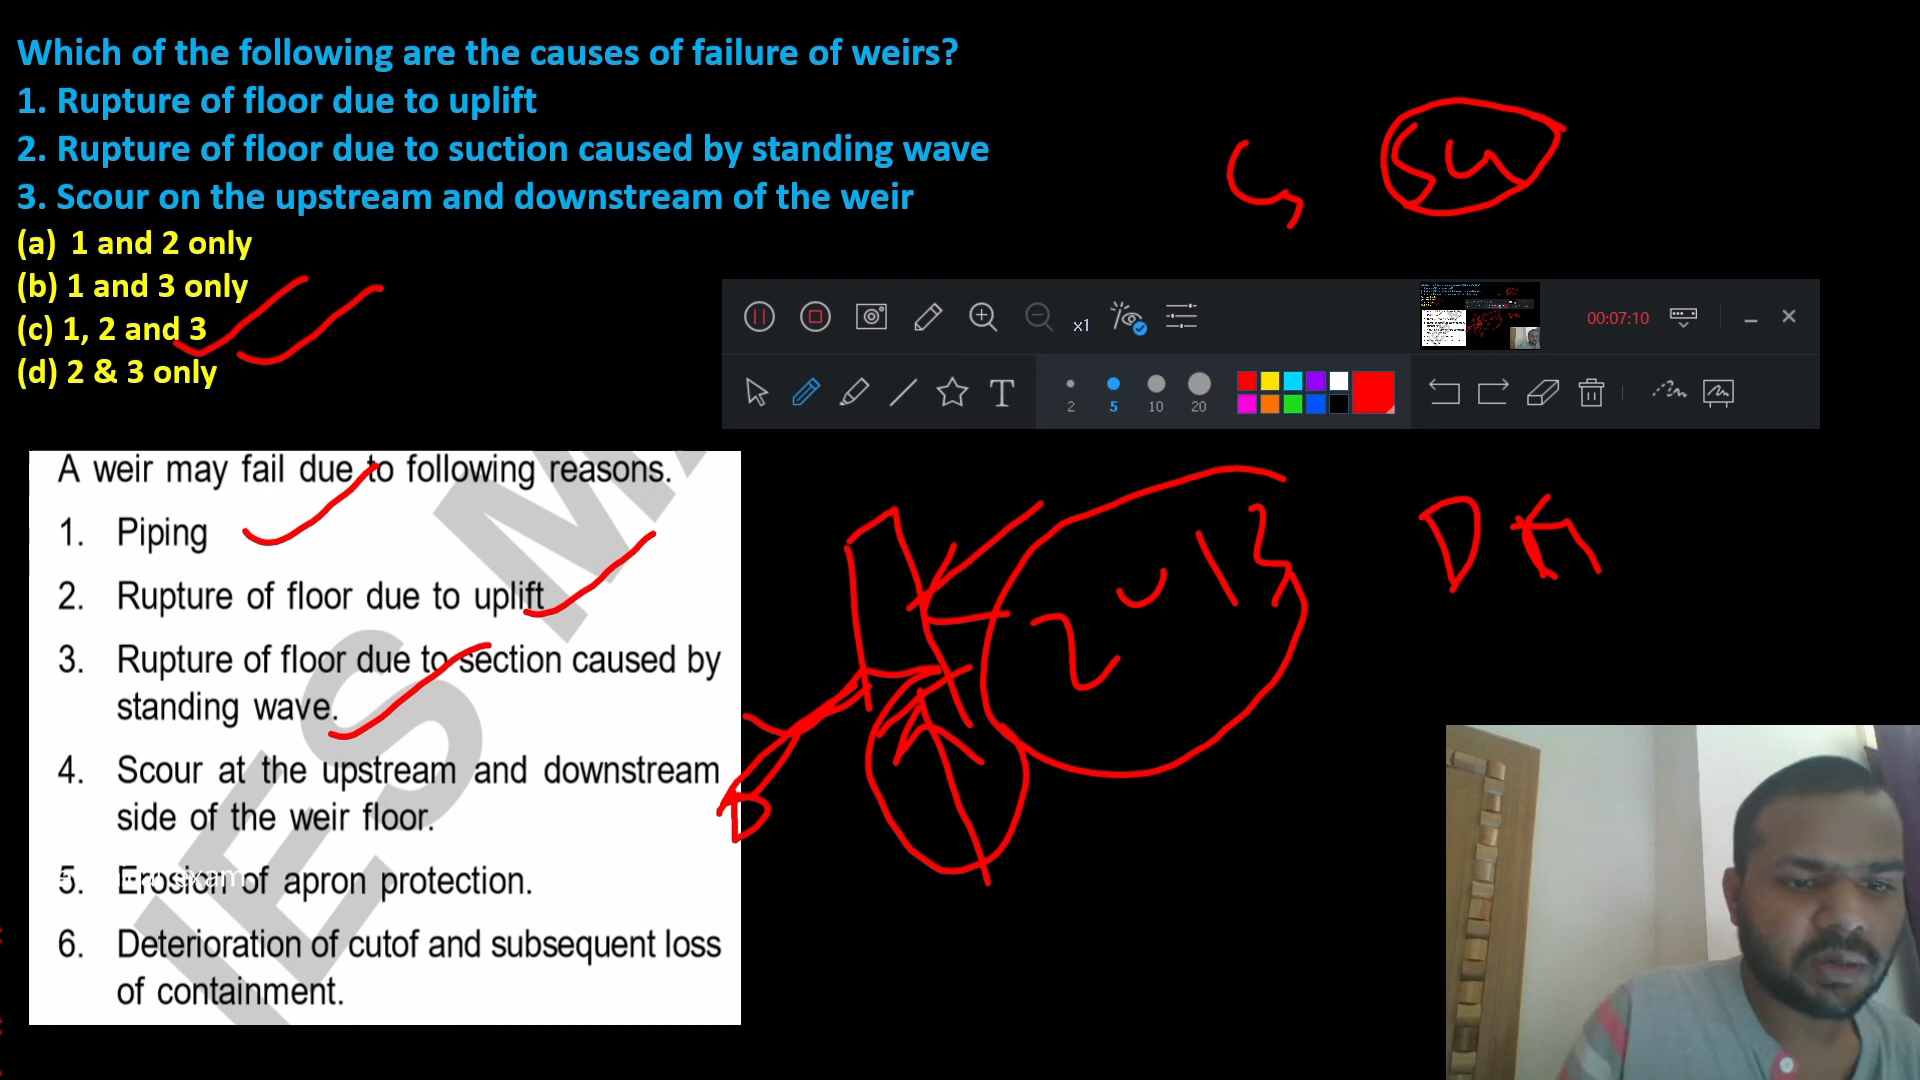 Which of the following are the causes of failure of weirs?
1. Rupture of floor due to uplift
2. Rupture of floor due to suction caused by standing wave
3. Scour on the upstream and downstream of the weir
(a) 1 and 2 only
(b) 1 and 3 only
(c) 1, 2 and 3
(d) 2 & 3 only
x1
00:07:10
T
2 5 10 20
A weir may fail due to following reasons.
1. Piping
2. Rupture of floor due to uplift
3. Rupture of floor due to section caused by
standing wave.
4. Scour at the upstream and downstream
side of the weir floor.
5. Erosion of apron protection.
6. Deterioration of cutof and subsequent loss
of containment.